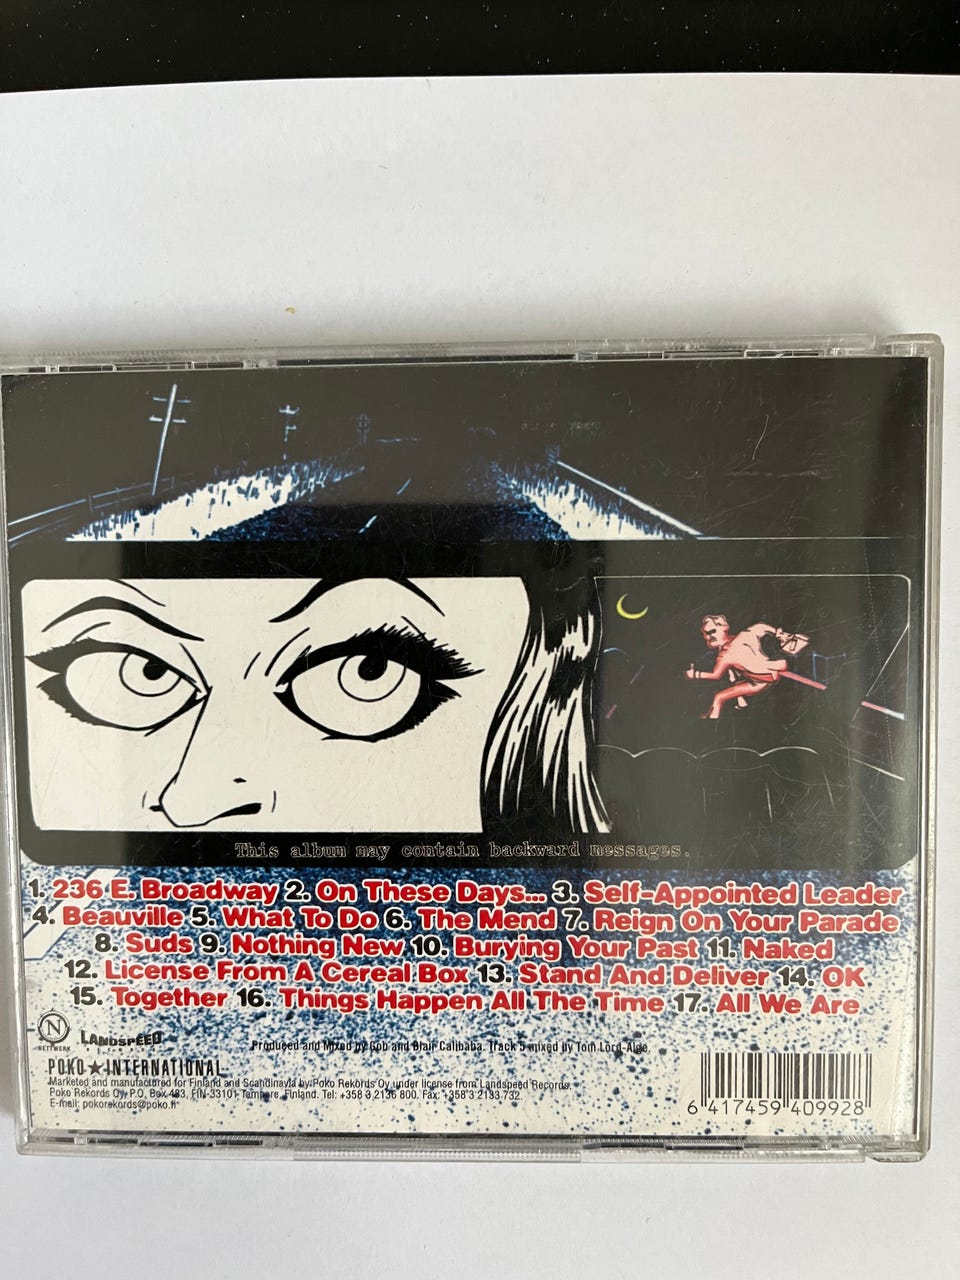 This album may contain backward messages.
1. 236 E. Broadway 2. On These Days... 3. Self-Appointed Leader
4. Beauville 5. What To Do 6. The Mend 7. Reign On Your Parade
8. Suds 9. Nothing New 10. Burying Your Past 11. Naked
12. License From A Cereal Box 13. Stand And Deliver 14. OK
15. Together 16. Things Happen All The Time 17. All We Are
N
NETTWERK
LANDSPEED
RECORDS
Produced and Mixed by Gob and Blair Calibaba. Track 5 mixed by Tom Lord-Alge.
POKO★INTERNATIONAL
Marketed and manufactured for Finland and Scandinavia by Poko Rekords Oy under license from Landspeed Records.
Poko Rekords Oy. P.O. Box 483, FIN-33101 Tampere, Finland. Tel: +358 3 2136 800. Fax: +358 3 2133 732.
E-mail: pokorekords@poko.fi
6 417459 409928